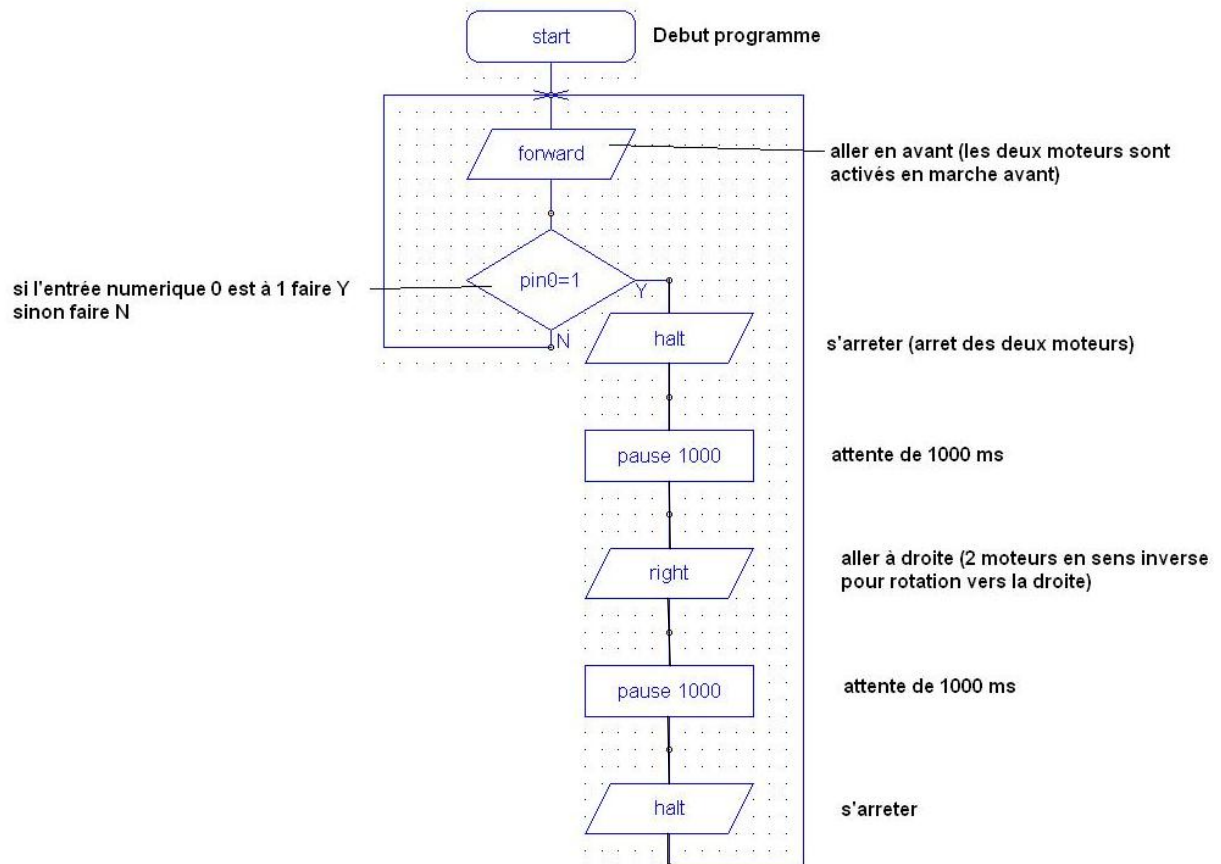 start
Debut programme
forward
aller en avant (les deux moteurs sont
activés en marche avant)
pin0=1
Y
N
si l'entrée numerique 0 est à 1 faire Y
sinon faire N
halt
s'arreter (arret des deux moteurs)
pause 1000
attente de 1000 ms
right
aller à droite (2 moteurs en sens inverse
pour rotation vers la droite)
pause 1000
attente de 1000 ms
halt
s'arreter